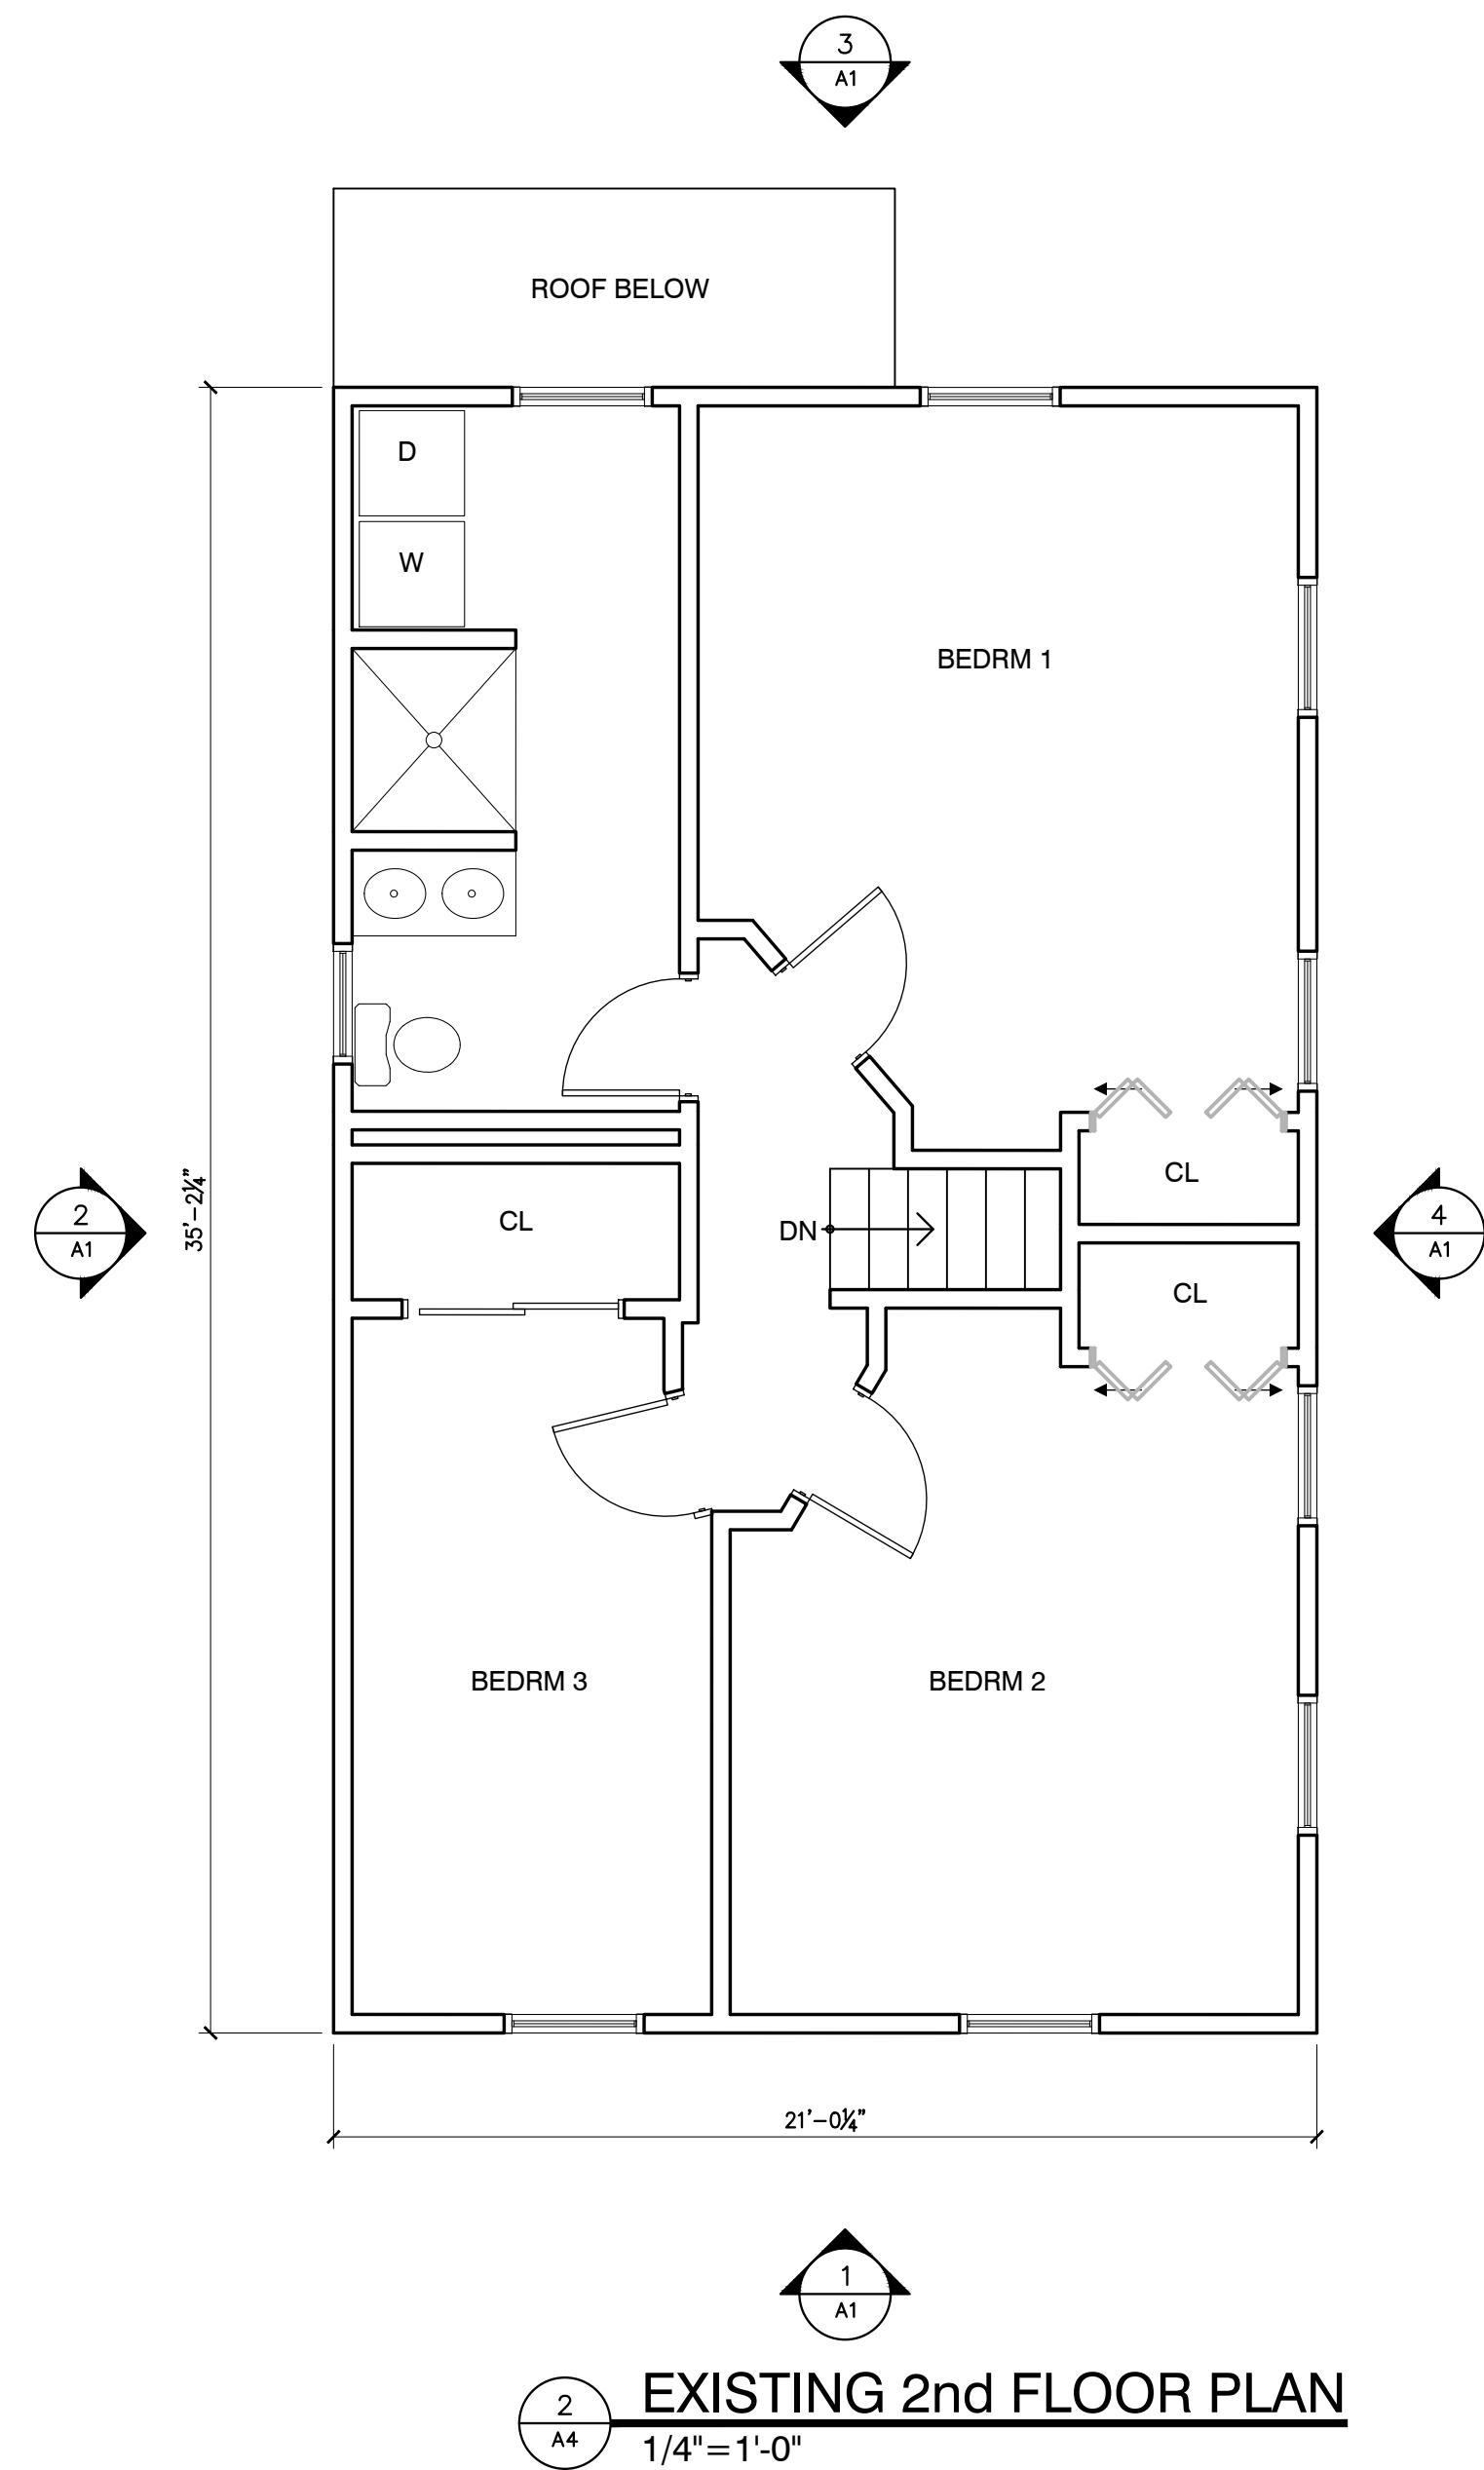 3
A1
ROOF BELOW
D
W
BEDRM 1
CL
CL
DN
CL
2
A1
4
A1
35'-2¼"
BEDRM 3
BEDRM 2
21'-0¼"
1
A1
2
A4
EXISTING 2nd FLOOR PLAN
1/4"=1'-0"